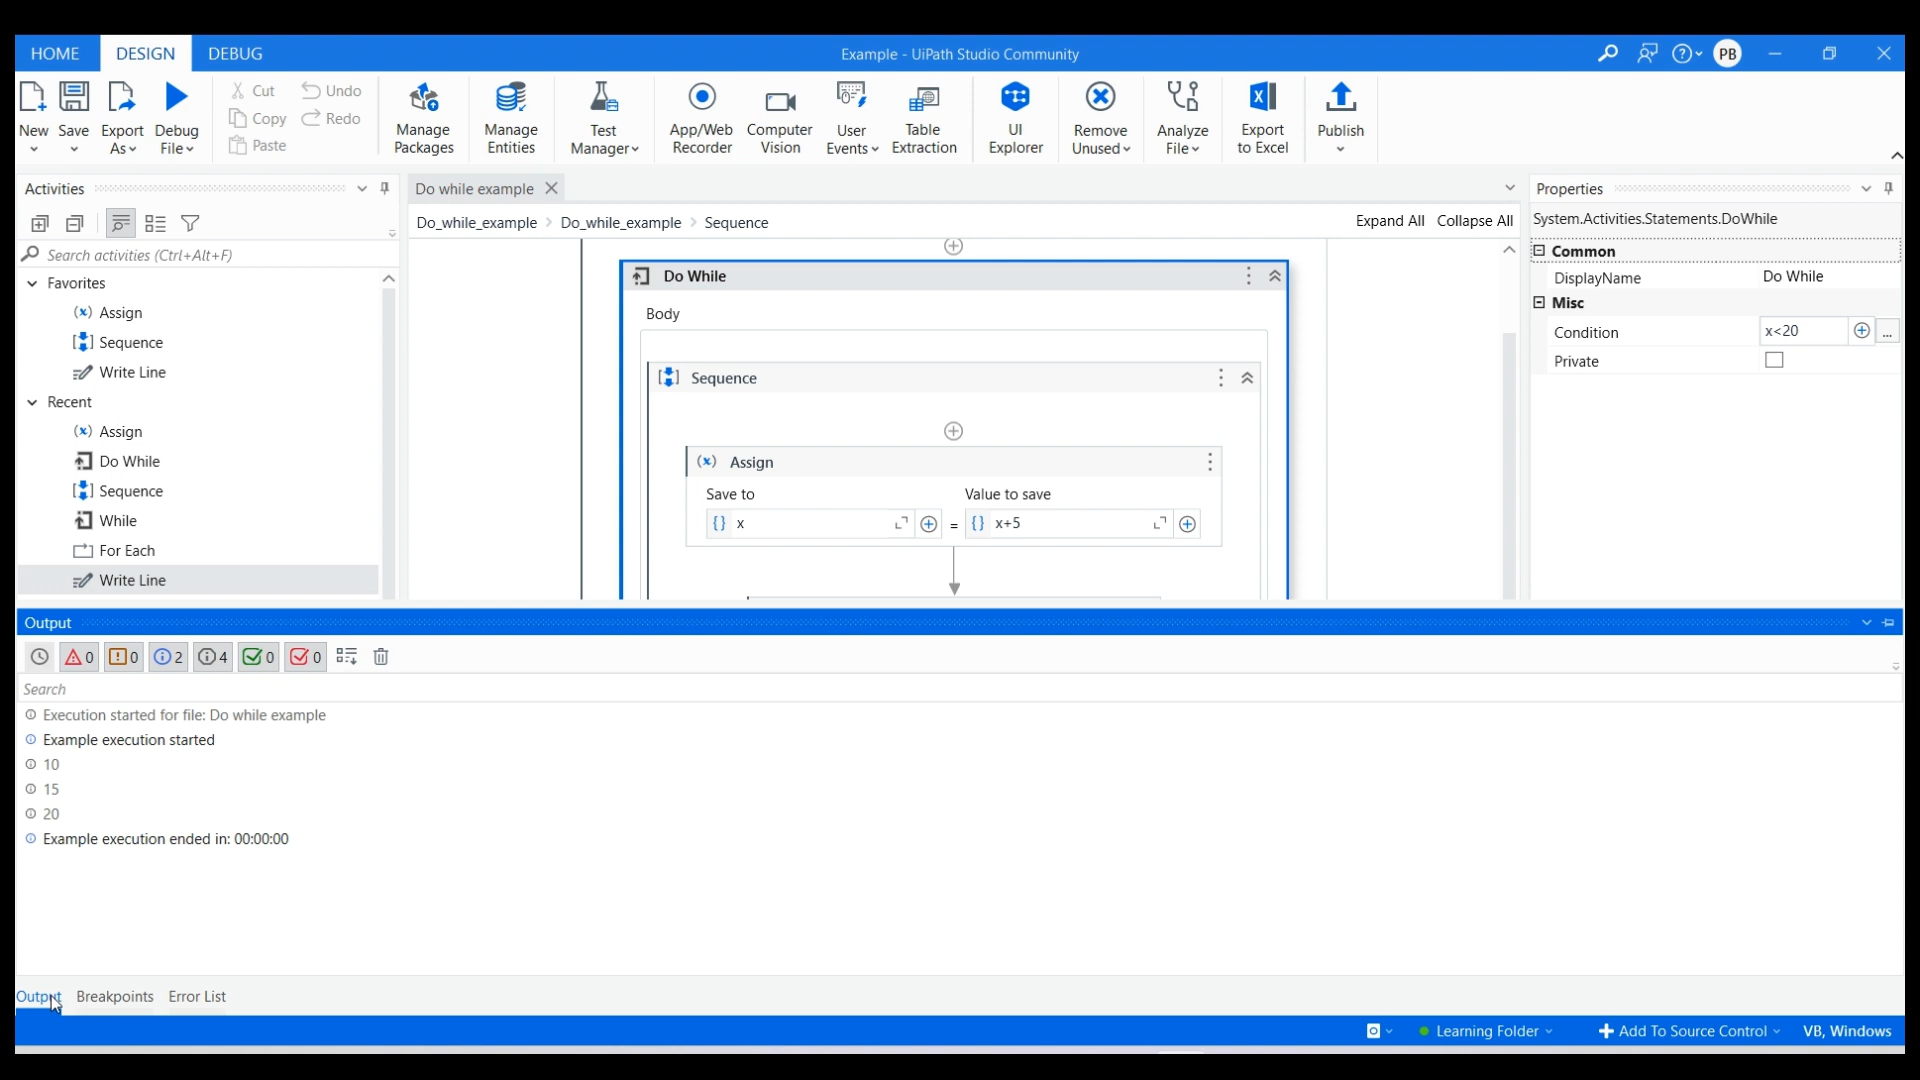 HOME DESIGN DEBUG Example - UiPath Studio Community PB
New Save Export As Debug File Cut Undo Copy Redo Paste Manage Packages Manage Entities Test Manager App/Web Recorder Computer Vision User Events Table Extraction UI Explorer Remove Unused Analyze File Export to Excel Publish
Activities
Search activities (Ctrl+Alt+F)
Favorites
Assign
Sequence
Write Line
Recent
Assign
Do While
Sequence
While
For Each
Write Line
Do while example
Do_while_example > Do_while_example > Sequence Expand All Collapse All
Do While
Body
Sequence
(x) Assign
Save to Value to save
{} x = {} x+5
Properties
System.Activities.Statements.DoWhile
Common
DisplayName Do While
Misc
Condition x<20 ...
Private
Output
0 0 2 4 0 0
Search
Execution started for file: Do while example
Example execution started
10
15
20
Example execution ended in: 00:00:00
Output Breakpoints Error List
Learning Folder Add To Source Control VB, Windows